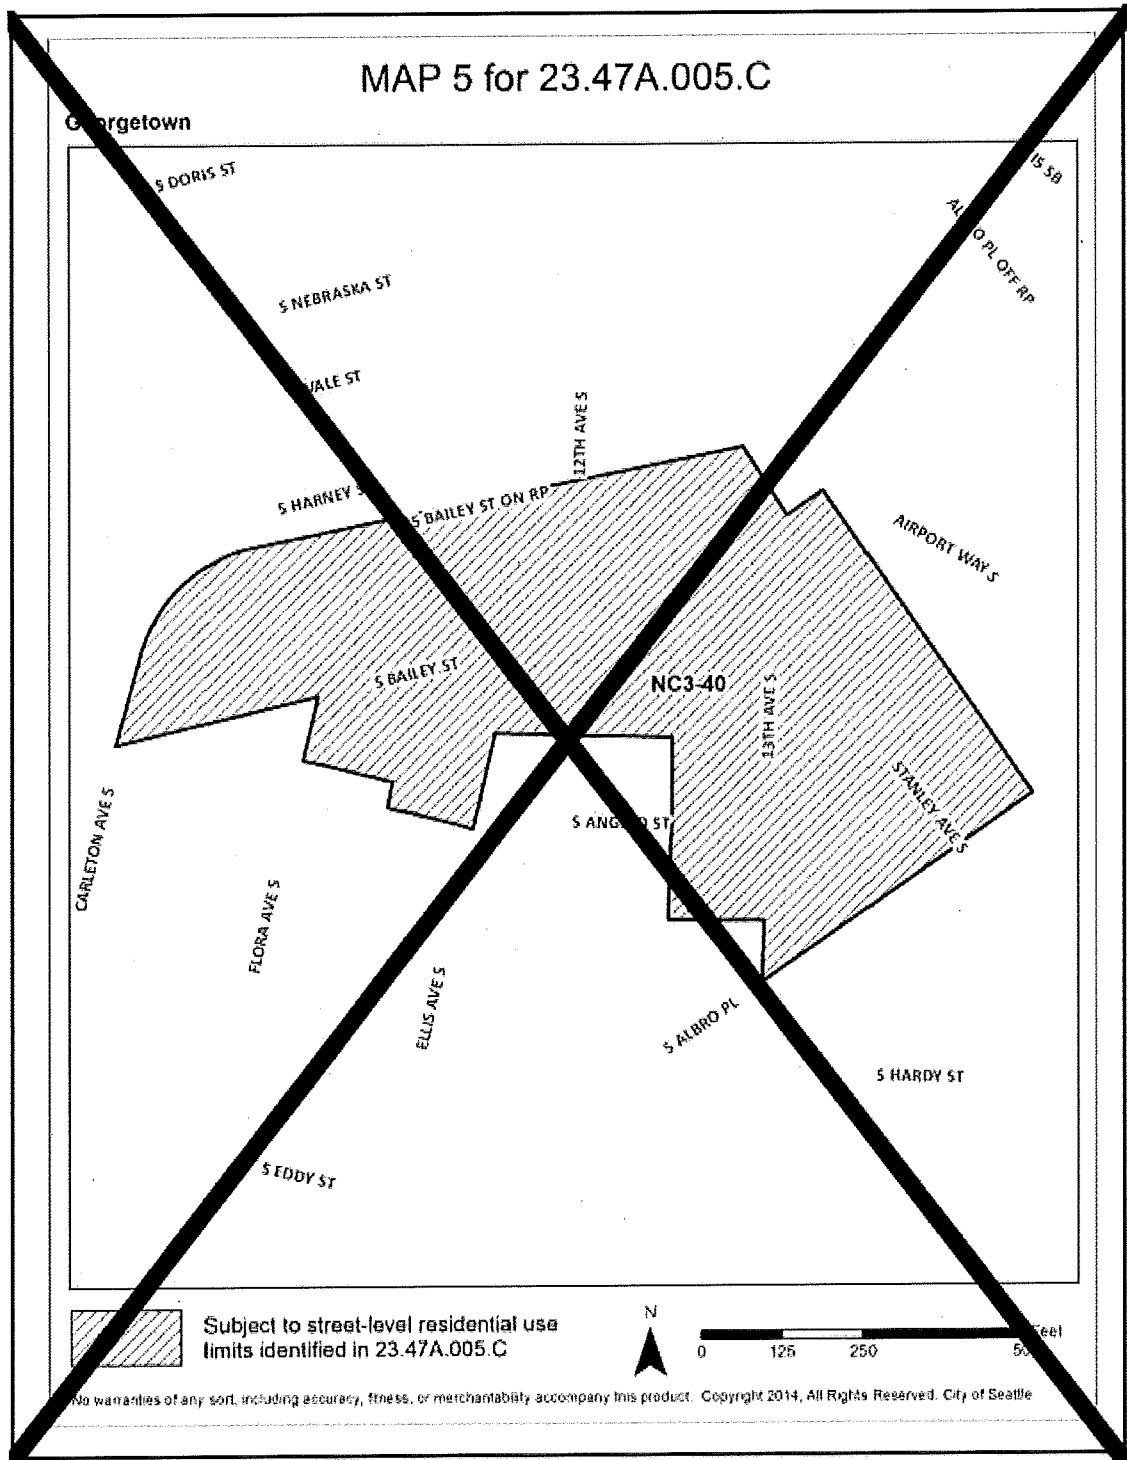 MAP 5 for 23.47A.005.C
Georgetown
S DORIS ST
S NEBRASKA ST
VALE ST
S HARNEY S
S BAILEY ST ON RP
12TH AVE S
ALBRO PL OFF RP
AIRPORT WAY S
S BAILEY ST
NC3-40
13TH AVE S
STANLEY AVE S
CARLETON AVE S
FLORA AVE S
ELLIS AVE S
ST
S ALBRO PL
S HARDY ST
S EDDY ST
Subject to street-level residential use
limits identified in 23.47A.005.C
N
0 125 250
No warranties of any sort, including accuracy, fitness, or merchantability accompany this product. Copyright 2014, All Rights Reserved. City of Seattle